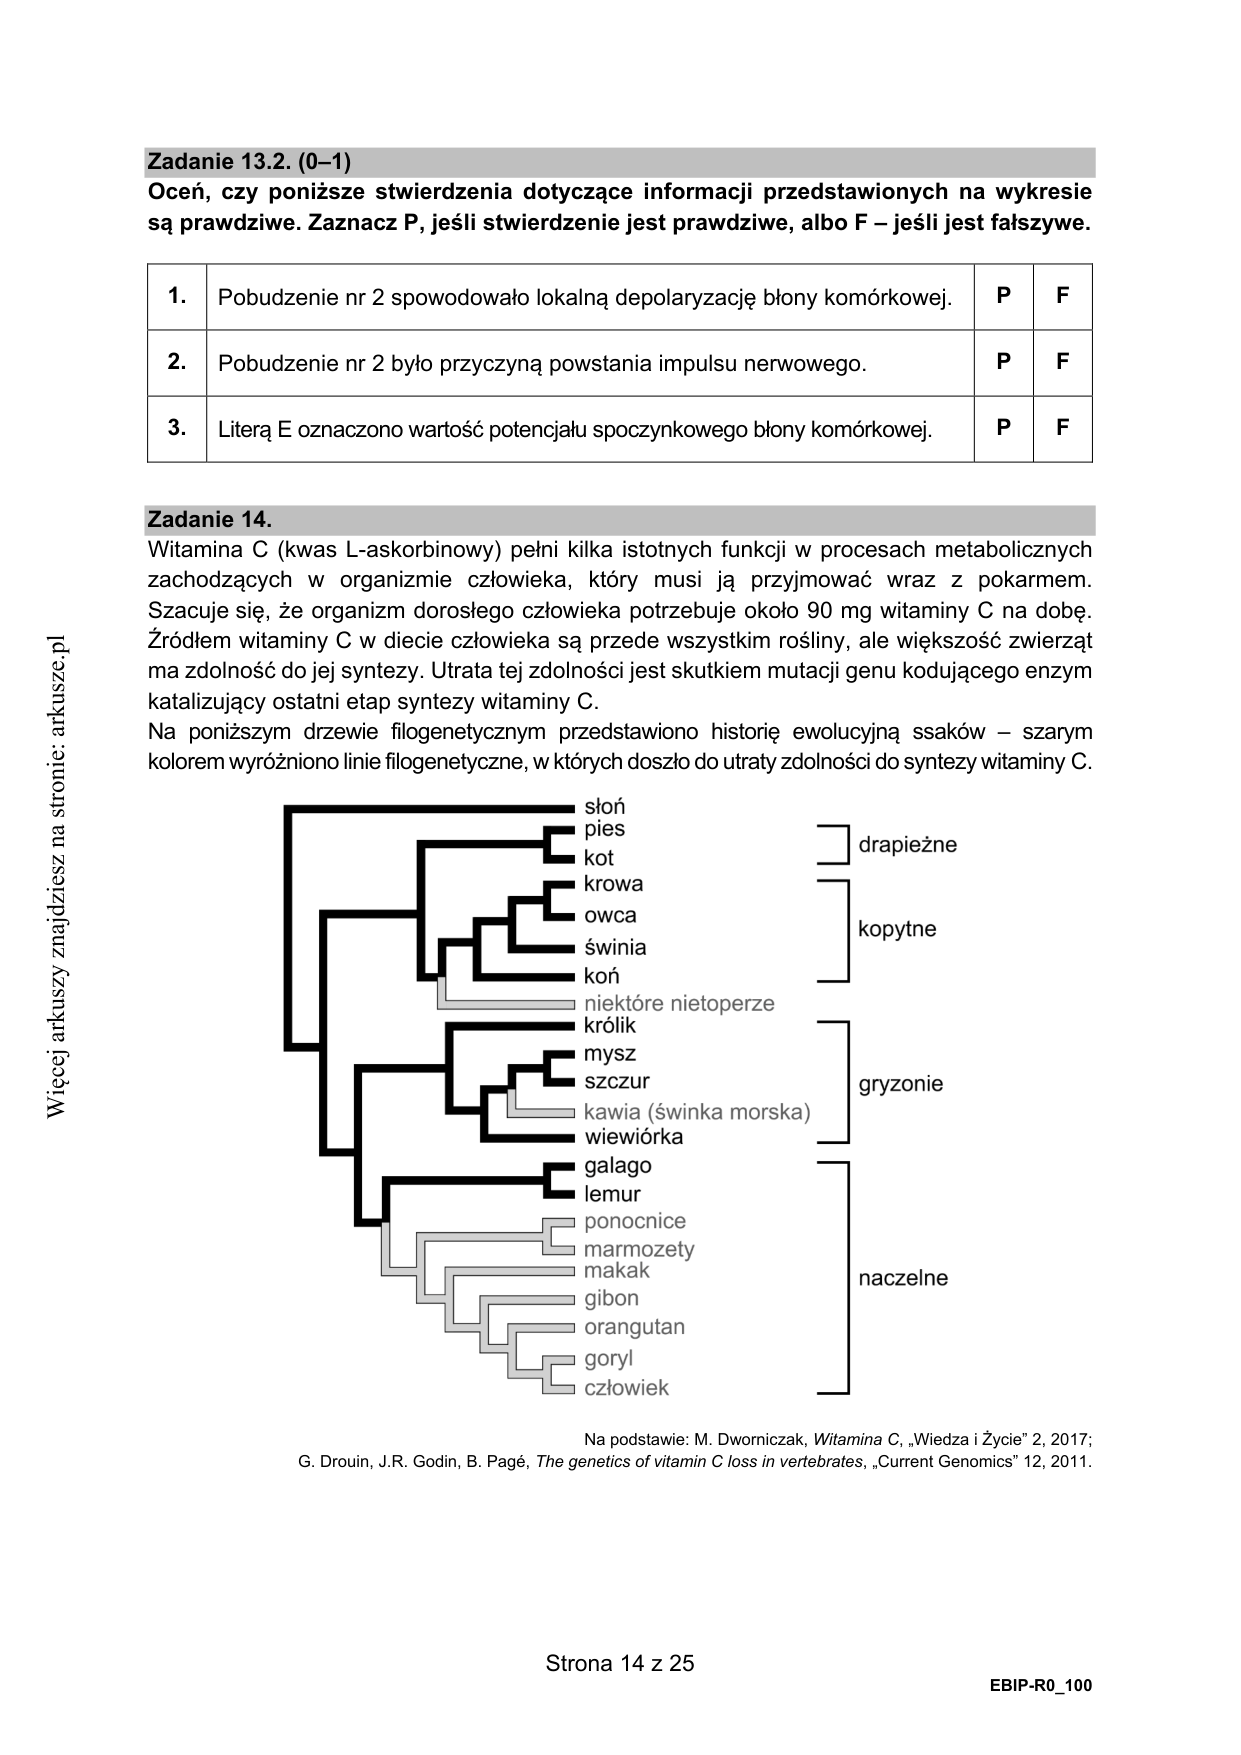 Zadanie 13.2. (0–1)
Oceń, czy poniższe stwierdzenia dotyczące informacji przedstawionych na wykresie
są prawdziwe. Zaznacz P, jeśli stwierdzenie jest prawdziwe, albo F – jeśli jest fałszywe.
1. Pobudzenie nr 2 spowodowało lokalną depolaryzację błony komórkowej. P F
2. Pobudzenie nr 2 było przyczyną powstania impulsu nerwowego. P F
3. Literą E oznaczono wartość potencjału spoczynkowego błony komórkowej. P F
Zadanie 14.
Witamina C (kwas L-askorbinowy) pełni kilka istotnych funkcji w procesach metabolicznych
zachodzących w organizmie człowieka, który musi ją przyjmować wraz z pokarmem.
Szacuje się, że organizm dorosłego człowieka potrzebuje około 90 mg witaminy C na dobę.
Źródłem witaminy C w diecie człowieka są przede wszystkim rośliny, ale większość zwierząt
ma zdolność do jej syntezy. Utrata tej zdolności jest skutkiem mutacji genu kodującego enzym
katalizujący ostatni etap syntezy witaminy C.
Na poniższym drzewie filogenetycznym przedstawiono historię ewolucyjną ssaków – szarym
kolorem wyróżniono linie filogenetyczne, w których doszło do utraty zdolności do syntezy witaminy C.
słoń
pies
kot
drapieżne
krowa
owca
świnia
koń
kopytne
niektóre nietoperze
królik
mysz
szczur
kawia (świnka morska)
wiewiórka
gryzonie
galago
lemur
ponocnice
marmozety
makak
gibon
orangutan
goryl
człowiek
naczelne
Na podstawie: M. Dworniczak, Witamina C, „Wiedza i Życie” 2, 2017;
G. Drouin, J.R. Godin, B. Pagé, The genetics of vitamin C loss in vertebrates, „Current Genomics” 12, 2011.
Strona 14 z 25
EBIP-R0_100
Więcej arkuszy znajdziesz na stronie: arkusze.pl